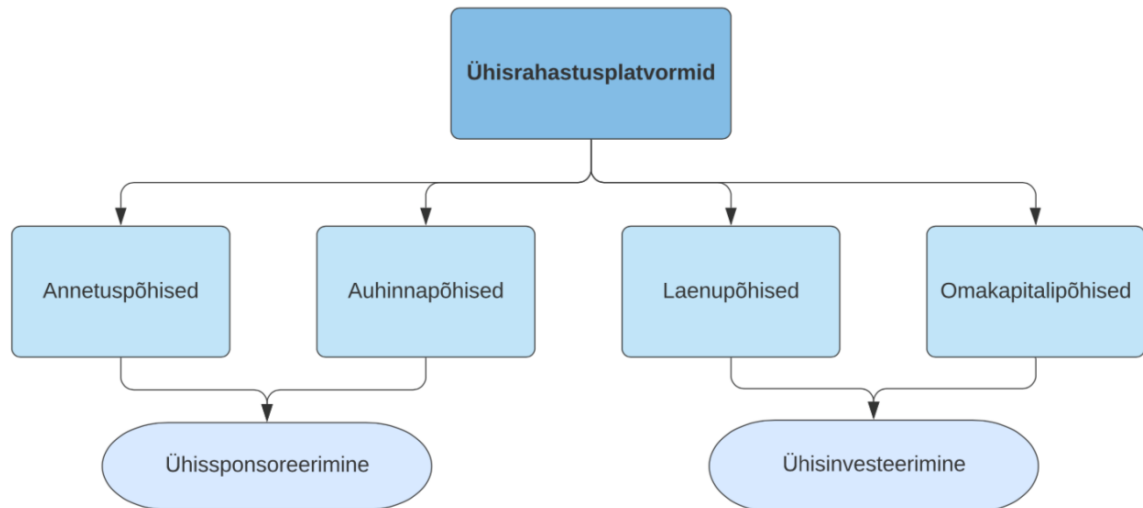 Ühisrahastusplatvormid
Annetuspõhised
Auhinnapõhised
Laenupõhised
Omakapitalipõhised
Ühissponsoreerimine
Ühisinvesteerimine